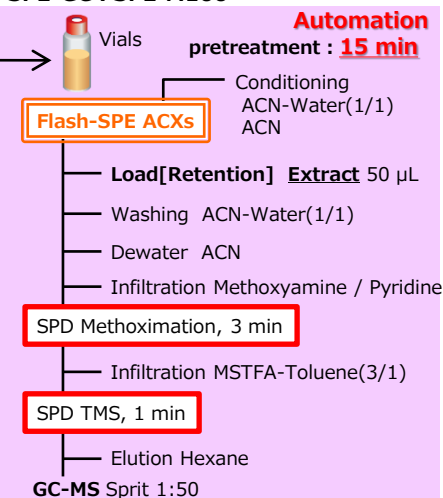 Automation
Vials
pretreatment : 15 min
Conditioning
ACN-Water(1/1)
ACN
Flash-SPE ACXs
Load[Retention] Extract 50 µL
Washing ACN-Water(1/1)
Dewater ACN
Infiltration Methoxyamine / Pyridine
SPD Methoximation, 3 min
Infiltration MSTFA-Toluene(3/1)
SPD TMS, 1 min
Elution Hexane
GC-MS Sprit 1:50